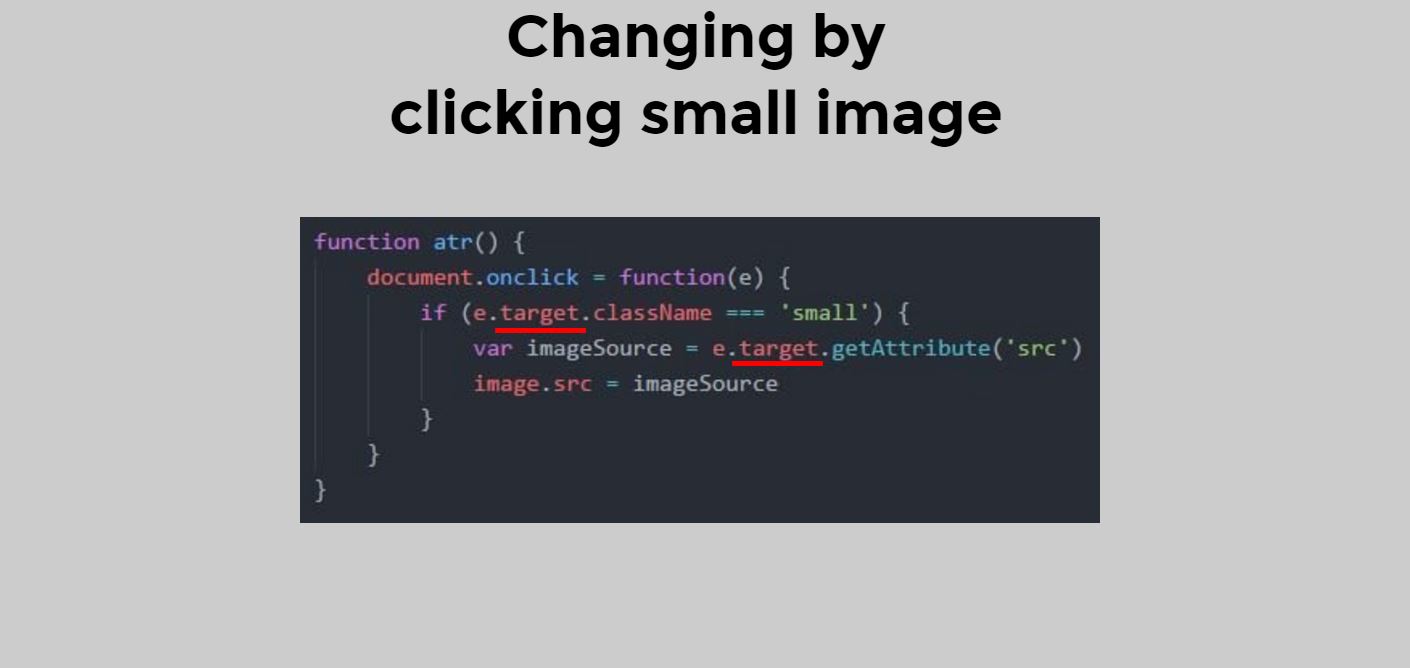 Changing by
clicking small image
function atr() {
document.onclick = function(e) {
if (e.target.className === 'small') {
var imageSource = e.target.getAttribute('src')
image.src = imageSource
}
}
}